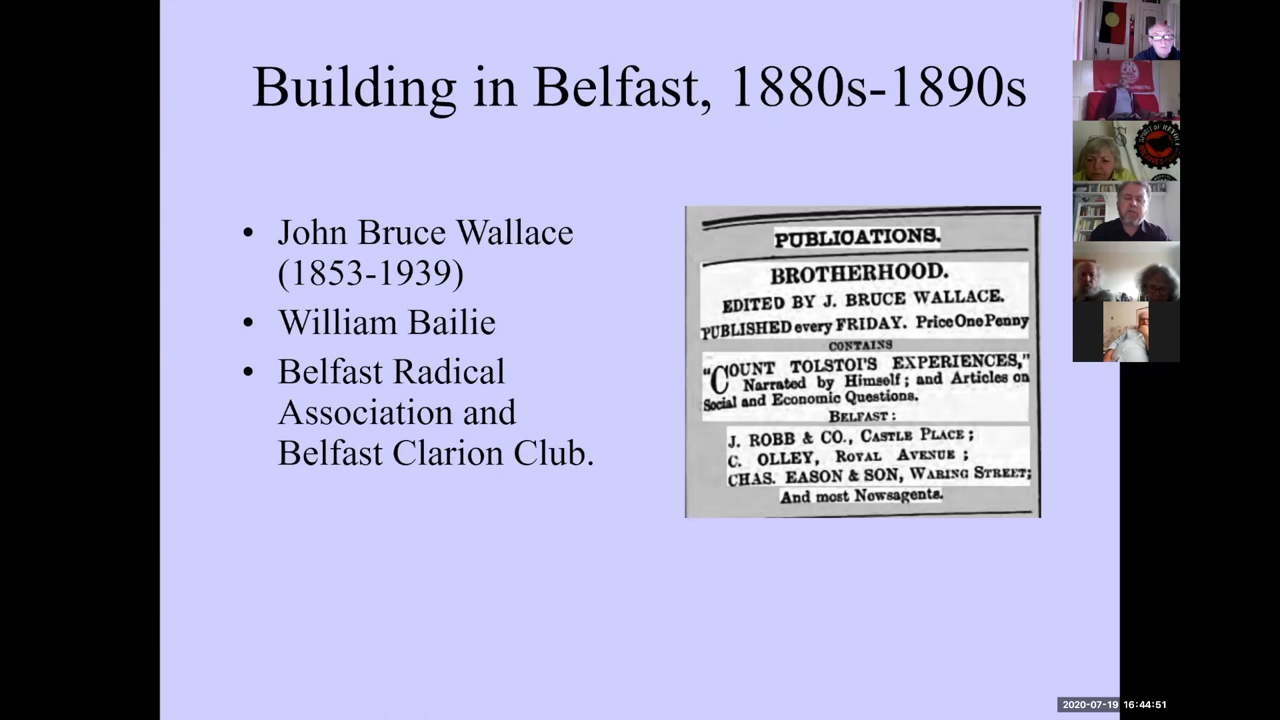 Building in Belfast, 1880s-1890s
• John Bruce Wallace
(1853-1939)
• William Bailie
• Belfast Radical
Association and
Belfast Clarion Club.
PUBLICATIONS.
BROTHERHOOD.
EDITED BY J. BRUCE WALLACE.
PUBLISHED every FRIDAY. Price One Penny
CONTAINS
"COUNT TOLSTOI'S EXPERIENCES,"
Narrated by Himself; and Articles on
Social and Economic Questions.
BELFAST:
J. ROBB & CO., CASTLE PLACE;
C. OLLEY, ROYAL AVENUE;
CHAS. EASON & SON, WARING STREET;
And most Newsagents.
SPIRIT OF REVOLT
2020-07-19 16:44:51